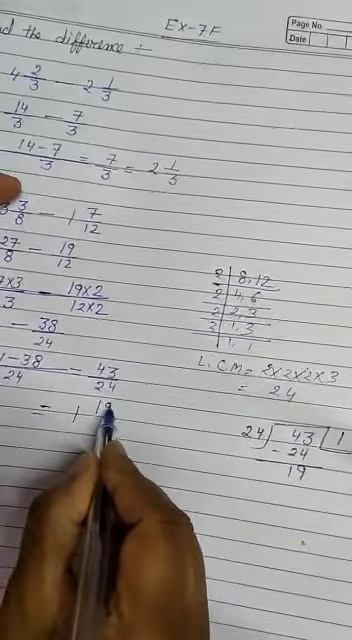 EX-7F
Page No.
Date
nd the difference :-
4 2/3 - 2 1/3
14/3 - 7/3
14-7/3 = 7/3 = 2 1/3
3/8 - 1 7/12
27/8 - 19/12
7×3/3 - 19×2/12×2
- 38/24
1-38/24 - 43/24
= 1 19
2 | 8,12
2 | 4,6
2 | 2,3
3 | 1,3
1,1
L.C.M = 2×2×2×3
= 24
24) 43 (1
- 24
19